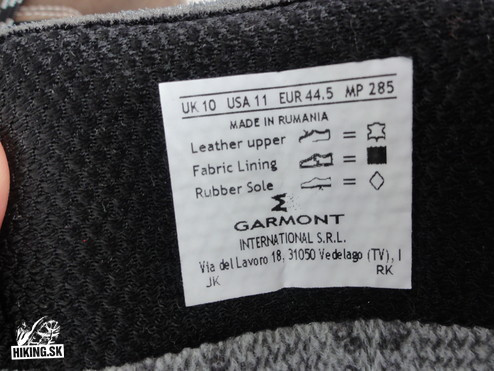 UK 10 USA 11 EUR 44.5 MP 285
MADE IN RUMANIA
Leather upper =
Fabric Lining =
Rubber Sole =
GARMONT
INTERNATIONAL S.R.L.
Via del Lavoro 18, 31050 Vedelago (TV), I
JK RK
HIKING.SK